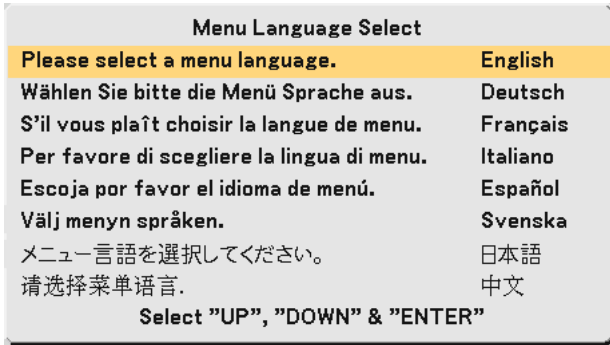 Menu Language Select
Please select a menu language. English
Wählen Sie bitte die Menü Sprache aus. Deutsch
S'il vous plaît choisir la langue de menu. Français
Per favore di scegliere la lingua di menu. Italiano
Escoja por favor el idioma de menú. Español
Välj menyn språken. Svenska
メニュー言語を選択してください。 日本語
请选择菜单语言. 中文
Select ”UP”, ”DOWN” & ”ENTER”